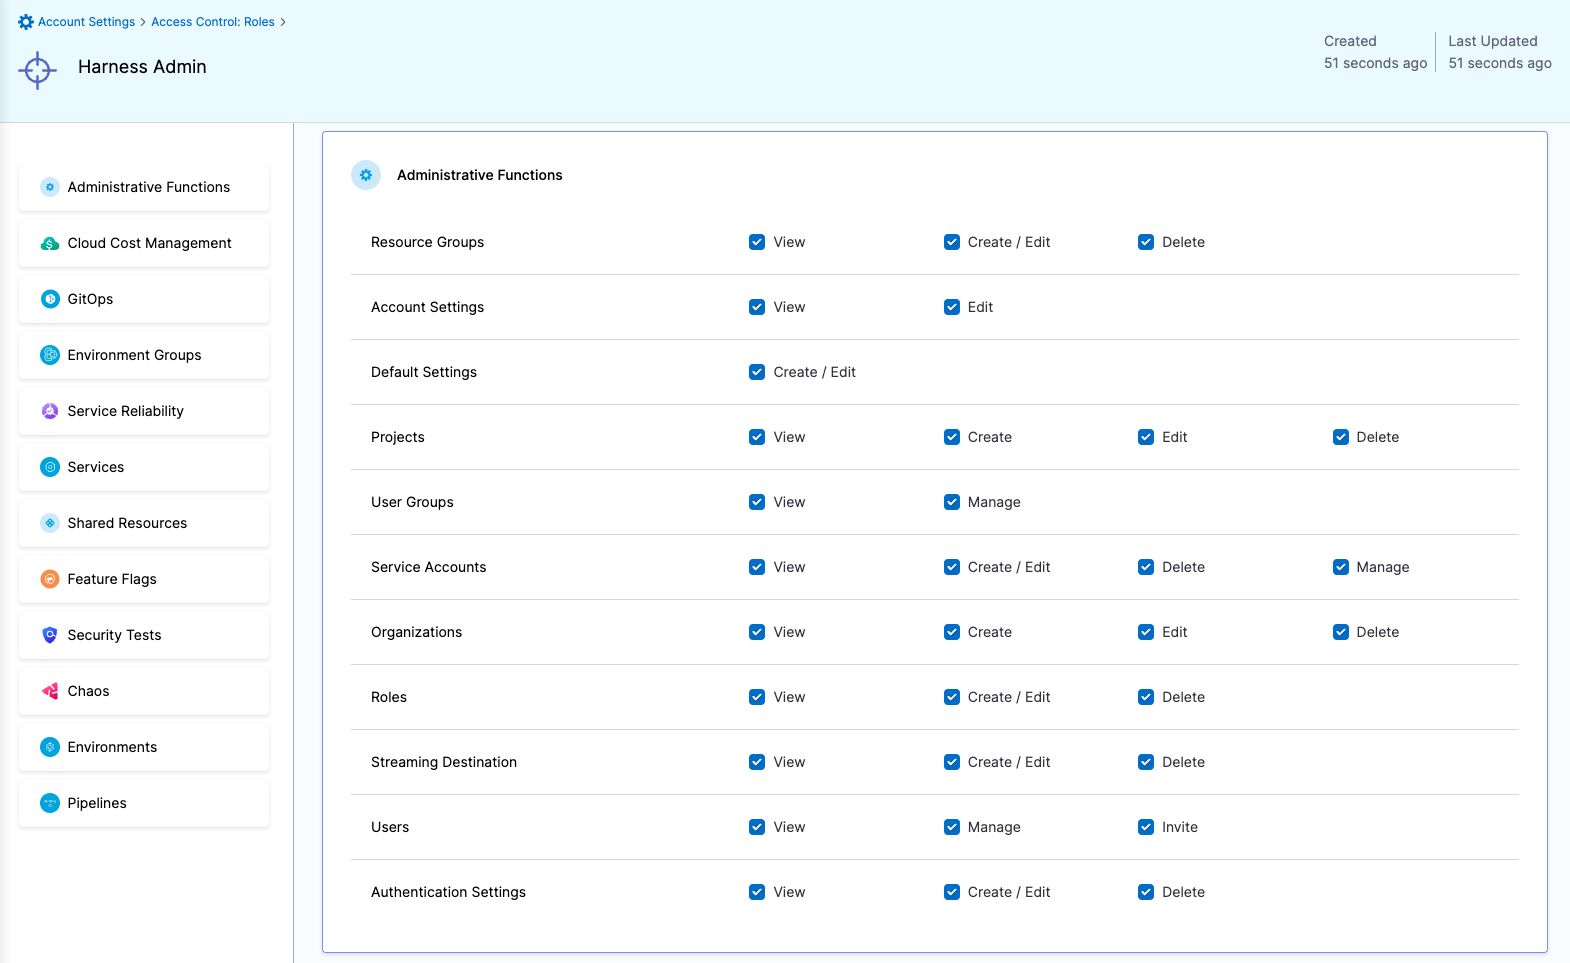 Account Settings > Access Control: Roles >
Harness Admin
Created
51 seconds ago
Last Updated
51 seconds ago
Administrative Functions
Cloud Cost Management
GitOps
Environment Groups
Service Reliability
Services
Shared Resources
Feature Flags
Security Tests
Chaos
Environments
Pipelines
Administrative Functions
Resource Groups View Create / Edit Delete
Account Settings View Edit
Default Settings Create / Edit
Projects View Create Edit Delete
User Groups View Manage
Service Accounts View Create / Edit Delete Manage
Organizations View Create Edit Delete
Roles View Create / Edit Delete
Streaming Destination View Create / Edit Delete
Users View Manage Invite
Authentication Settings View Create / Edit Delete